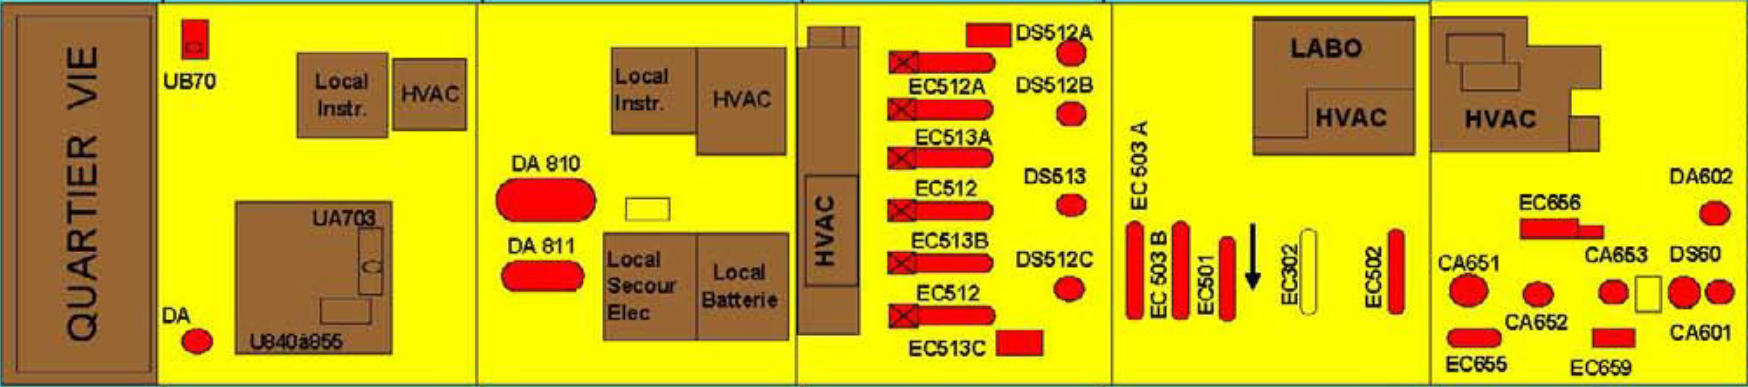 QUARTIER VIE
UB70
Local
Instr.
HVAC
UA703
DA
U840à855
Local
Instr.
HVAC
DA 810
DA 811
Local
Secour
Elec
Local
Batterie
HVAC
DS512A
EC512A
DS512B
EC513A
DS513
EC512
EC513B
DS512C
EC512
EC513C
LABO
HVAC
EC 503 A
EC 503 B
EC501
EC302
EC502
HVAC
DA602
EC656
CA653
DS60
CA651
CA652
CA601
EC655
EC659